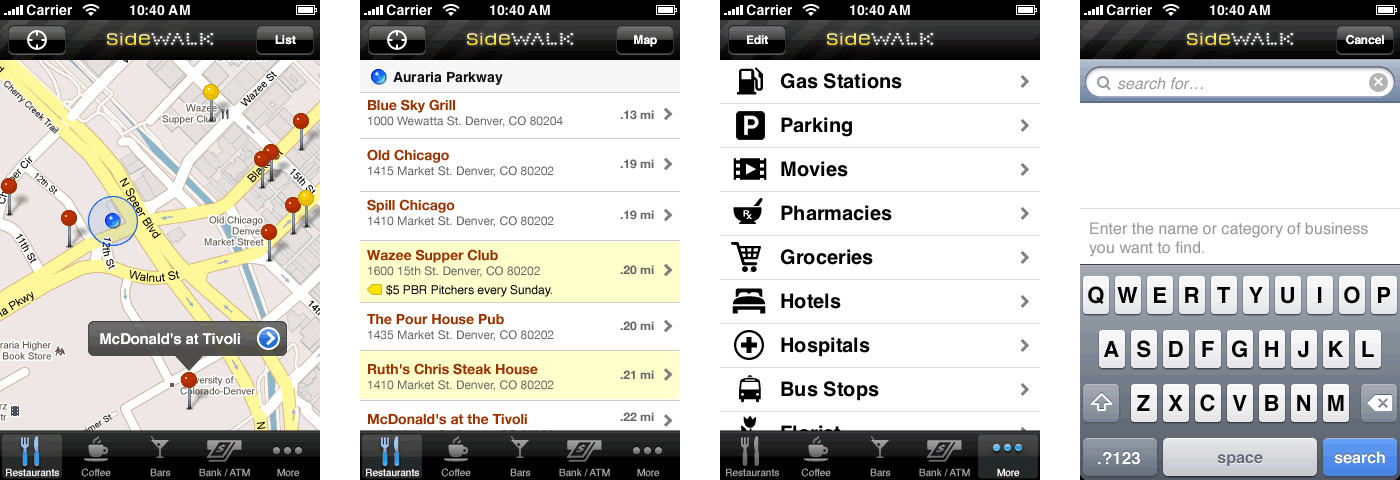 Carrier 10:40 AM
SideWALK
List
Cherry Creek Trail
Wazee
Supper Club
Wazee St
12th St
N Speer Blvd
15th St
Old Chicago
Denver
Market Street
11th St
12th St
Walnut St
McDonald's at Tivoli
Book Store
Colorado-Denver
Restaurants
Coffee
Bars
Bank / ATM
More
Carrier 10:40 AM
SideWALK
Map
Auraria Parkway
Blue Sky Grill
1000 Wewatta St. Denver, CO 80204
.13 mi
Old Chicago
1415 Market St. Denver, CO 80202
.19 mi
Spill Chicago
1410 Market St. Denver, CO 80202
.19 mi
Wazee Supper Club
1600 15th St. Denver, CO 80202
.20 mi
$5 PBR Pitchers every Sunday.
The Pour House Pub
1435 Market St. Denver, CO 80202
.20 mi
Ruth's Chris Steak House
1410 Market St. Denver, CO 80202
.21 mi
McDonald's at the Tivoli
.22 mi
Restaurants
Coffee
Bars
Bank / ATM
More
Carrier 10:40 AM
Edit
SideWALK
Gas Stations
Parking
Movies
Pharmacies
Groceries
Hotels
Hospitals
Bus Stops
Florist
Restaurants
Coffee
Bars
Bank / ATM
More
Carrier 10:40 AM
SideWALK
Cancel
search for...
Enter the name or category of business
you want to find.
Q W E R T Y U I O P
A S D F G H J K L
Z X C V B N M
.?123 space search